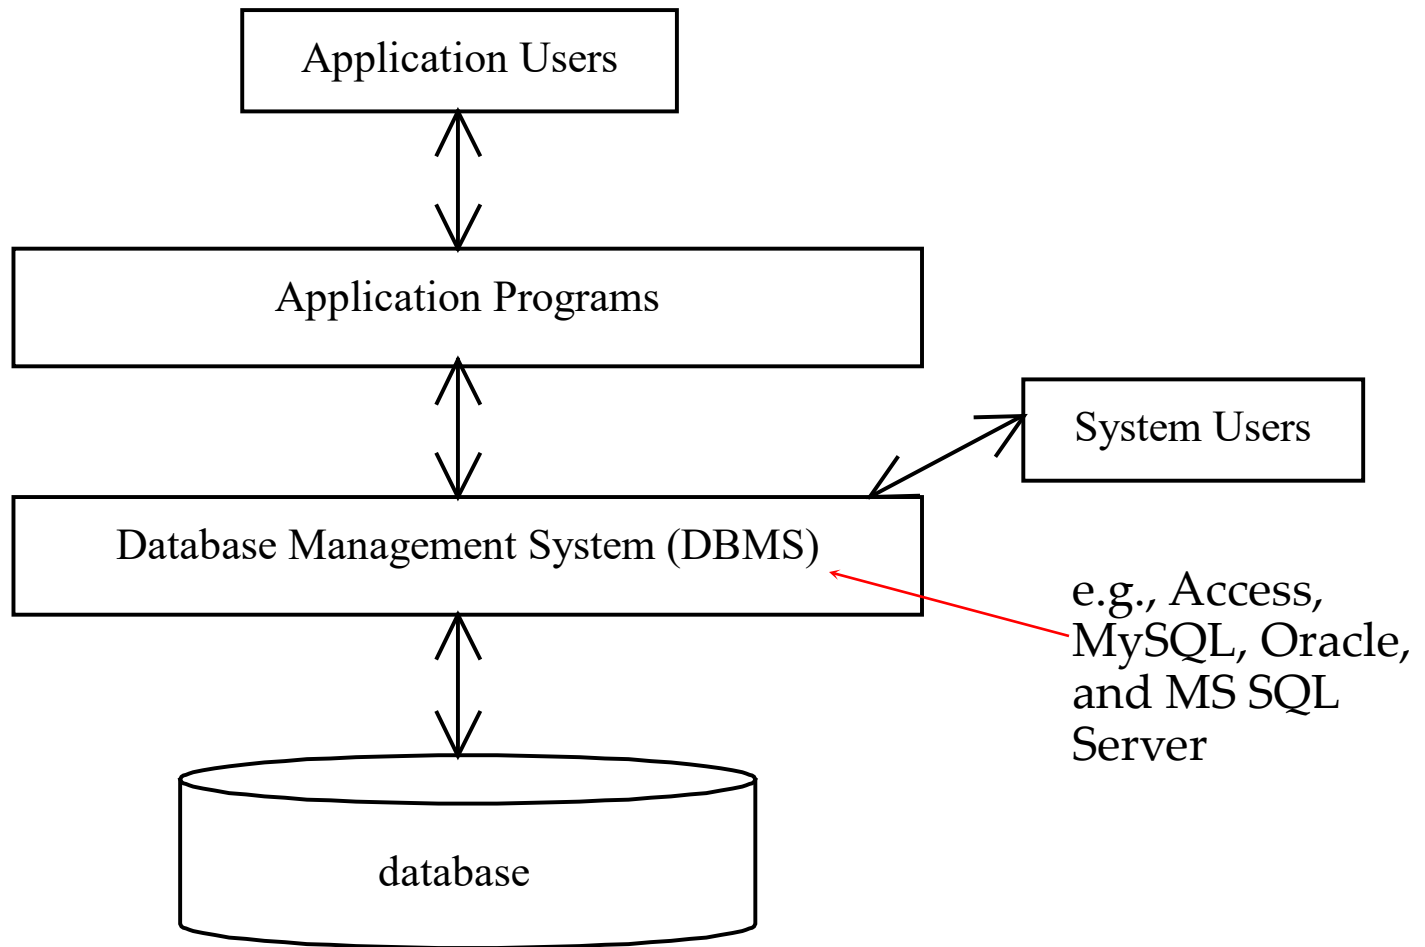 Application Users
Application Programs
System Users
Database Management System (DBMS)
e.g., Access,
MySQL, Oracle,
and MS SQL
Server
database